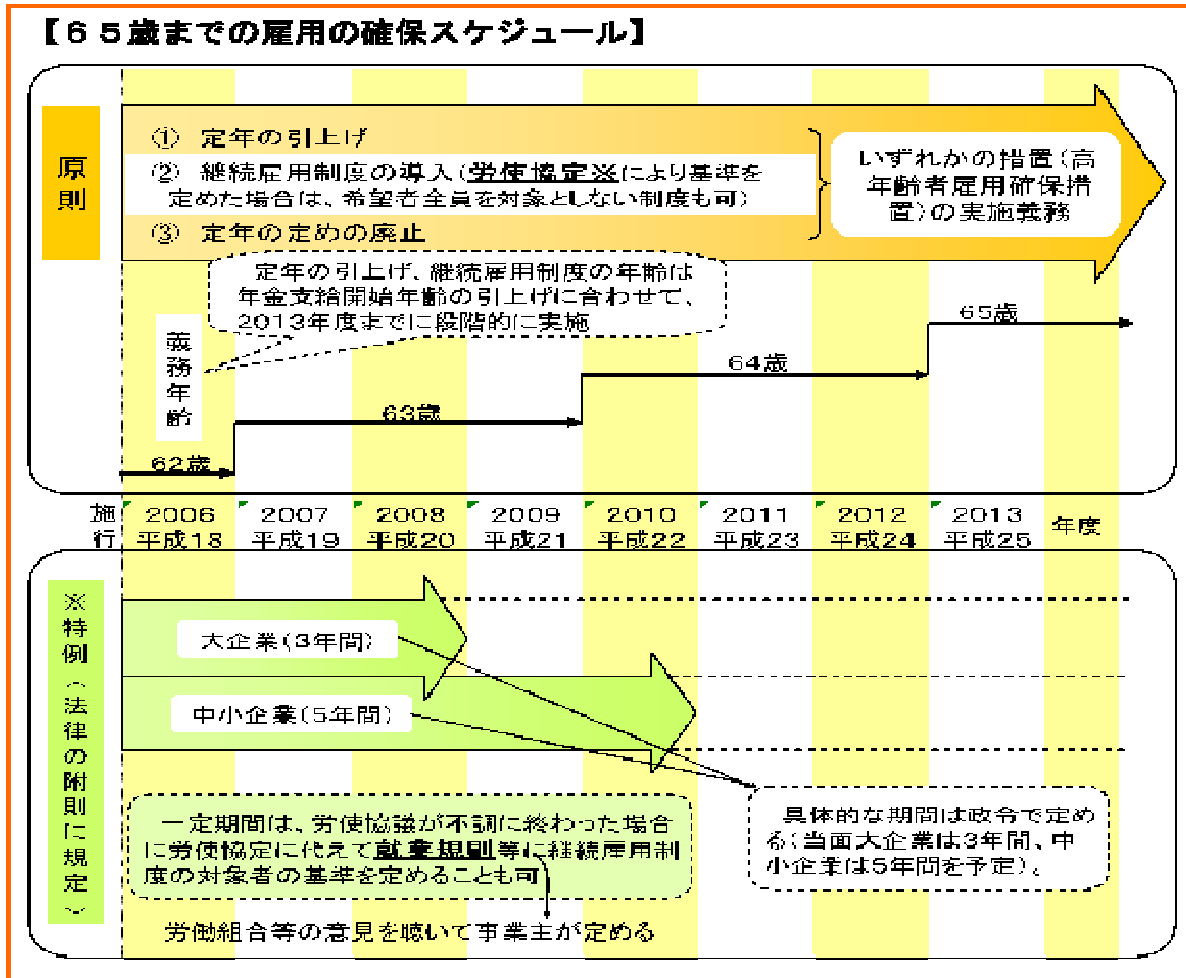 【６５歳までの雇用の確保スケジュール】
原則
① 定年の引上げ
② 継続雇用制度の導入(労使協定※により基準を
定めた場合は、希望者全員を対象としない制度も可)
③ 定年の定めの廃止
いずれかの措置(高
年齢者雇用確保措
置)の実施義務
定年の引上げ、継続雇用制度の年齢は
年金支給開始年齢の引上げに合わせて、
2013年度までに段階的に実施
義務年齢
62歳
63歳
64歳
65歳
施行
2006 2007 2008 2009 2010 2011 2012 2013 年度
平成18 平成19 平成20 平成21 平成22 平成23 平成24 平成25
※特例(法律の附則に規定)
大企業(3年間)
中小企業(5年間)
一定期間は、労使協議が不調に終わった場合
に労使協定に代えて就業規則等に継続雇用制
度の対象者の基準を定めることも可
労働組合等の意見を聴いて事業主が定める
具体的な期間は政令で定め
る(当面大企業は3年間、中
小企業は5年間を予定)。